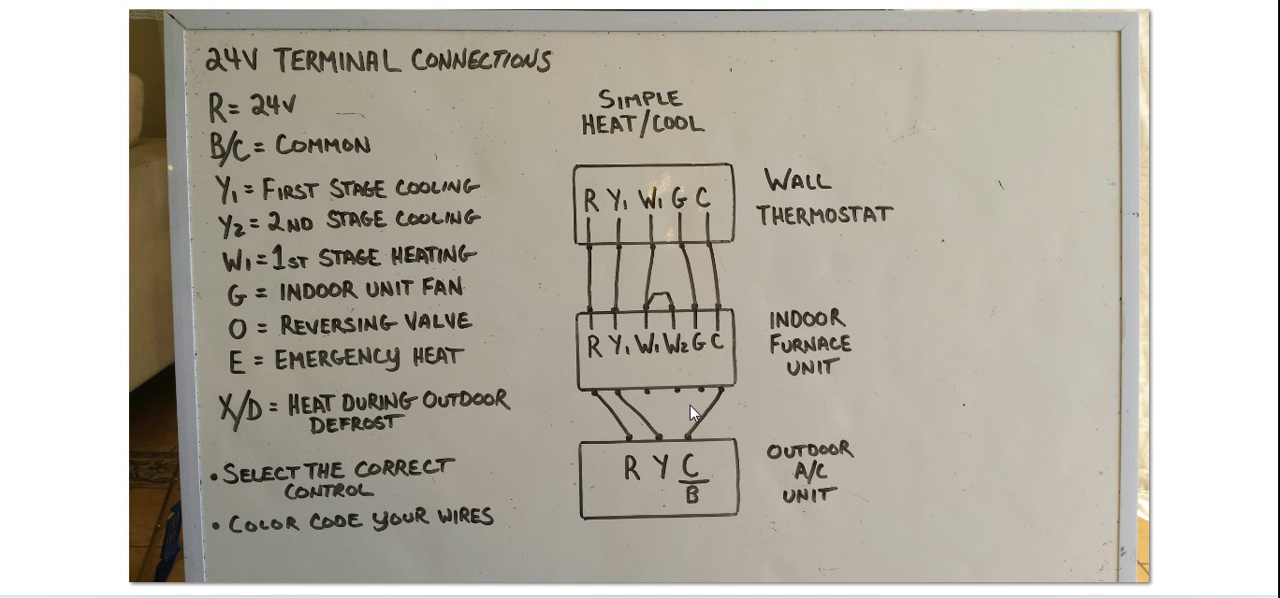 24V TERMINAL CONNECTIONS
R = 24V
B/C = COMMON
Y1 = FIRST STAGE COOLING
Y2 = 2ND STAGE COOLING
W1 = 1ST STAGE HEATING
G = INDOOR UNIT FAN
O = REVERSING VALVE
E = EMERGENCY HEAT
X/D = HEAT DURING OUTDOOR
DEFROST
• SELECT THE CORRECT
CONTROL
• COLOR CODE YOUR WIRES
SIMPLE
HEAT/COOL
R Y1 W1 G C
WALL
THERMOSTAT
R Y1 W1 W2 G C
INDOOR
FURNACE
UNIT
R Y C
B
OUTDOOR
A/C
UNIT